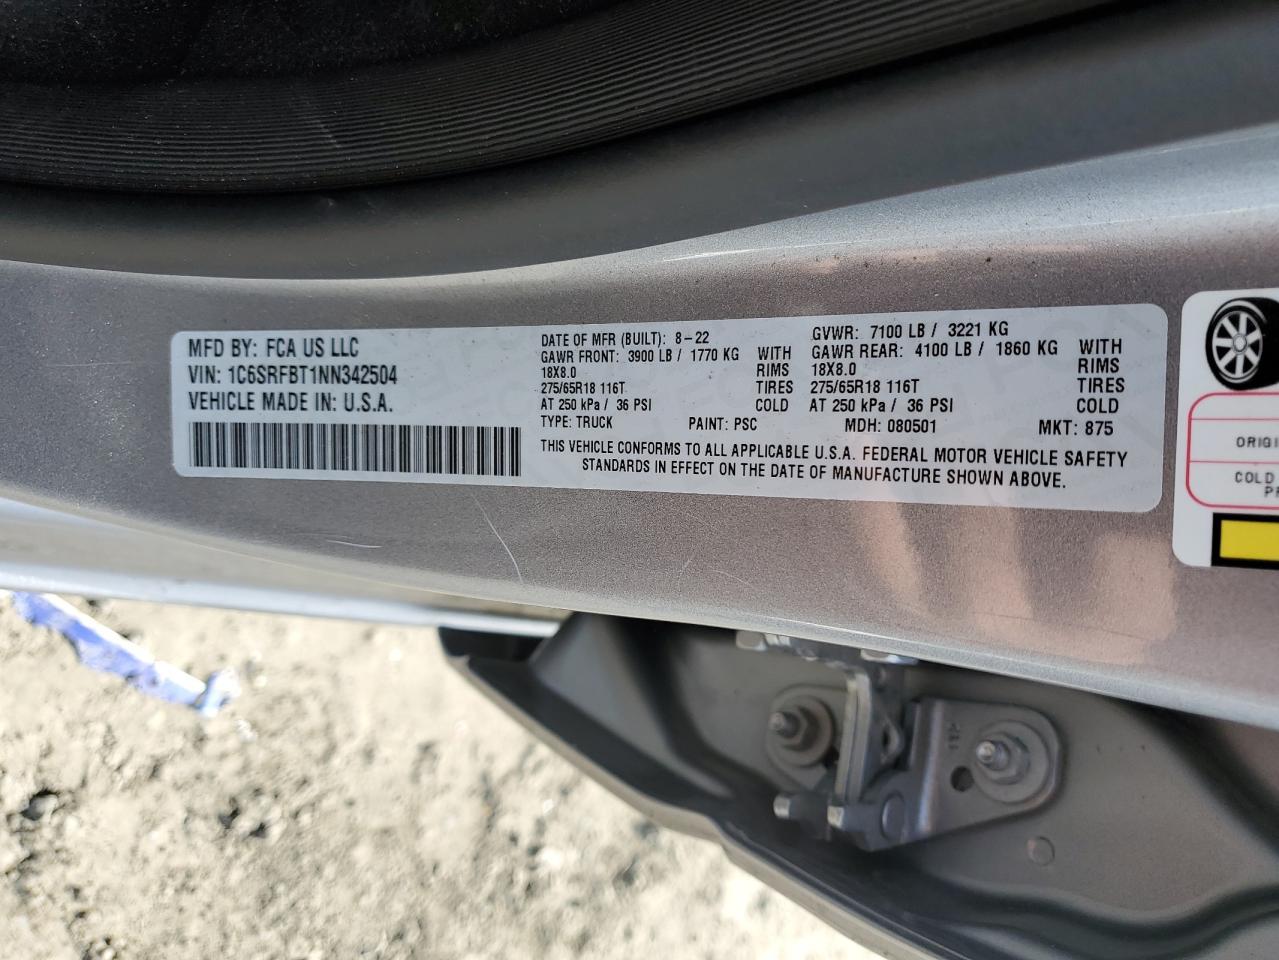 MFD BY: FCA US LLC
VIN: 1C6SRFBT1NN342504
VEHICLE MADE IN: U.S.A.
DATE OF MFR (BUILT): 8-22
GAWR FRONT: 3900 LB / 1770 KG WITH
18X8.0 RIMS
275/65R18 116T TIRES
AT 250 kPa / 36 PSI COLD
GVWR: 7100 LB / 3221 KG
GAWR REAR: 4100 LB / 1860 KG WITH
18X8.0 RIMS
275/65R18 116T TIRES
AT 250 kPa / 36 PSI COLD
TYPE: TRUCK PAINT: PSC MDH: 080501 MKT: 875
THIS VEHICLE CONFORMS TO ALL APPLICABLE U.S.A. FEDERAL MOTOR VEHICLE SAFETY
STANDARDS IN EFFECT ON THE DATE OF MANUFACTURE SHOWN ABOVE.
ORIGI
COLD